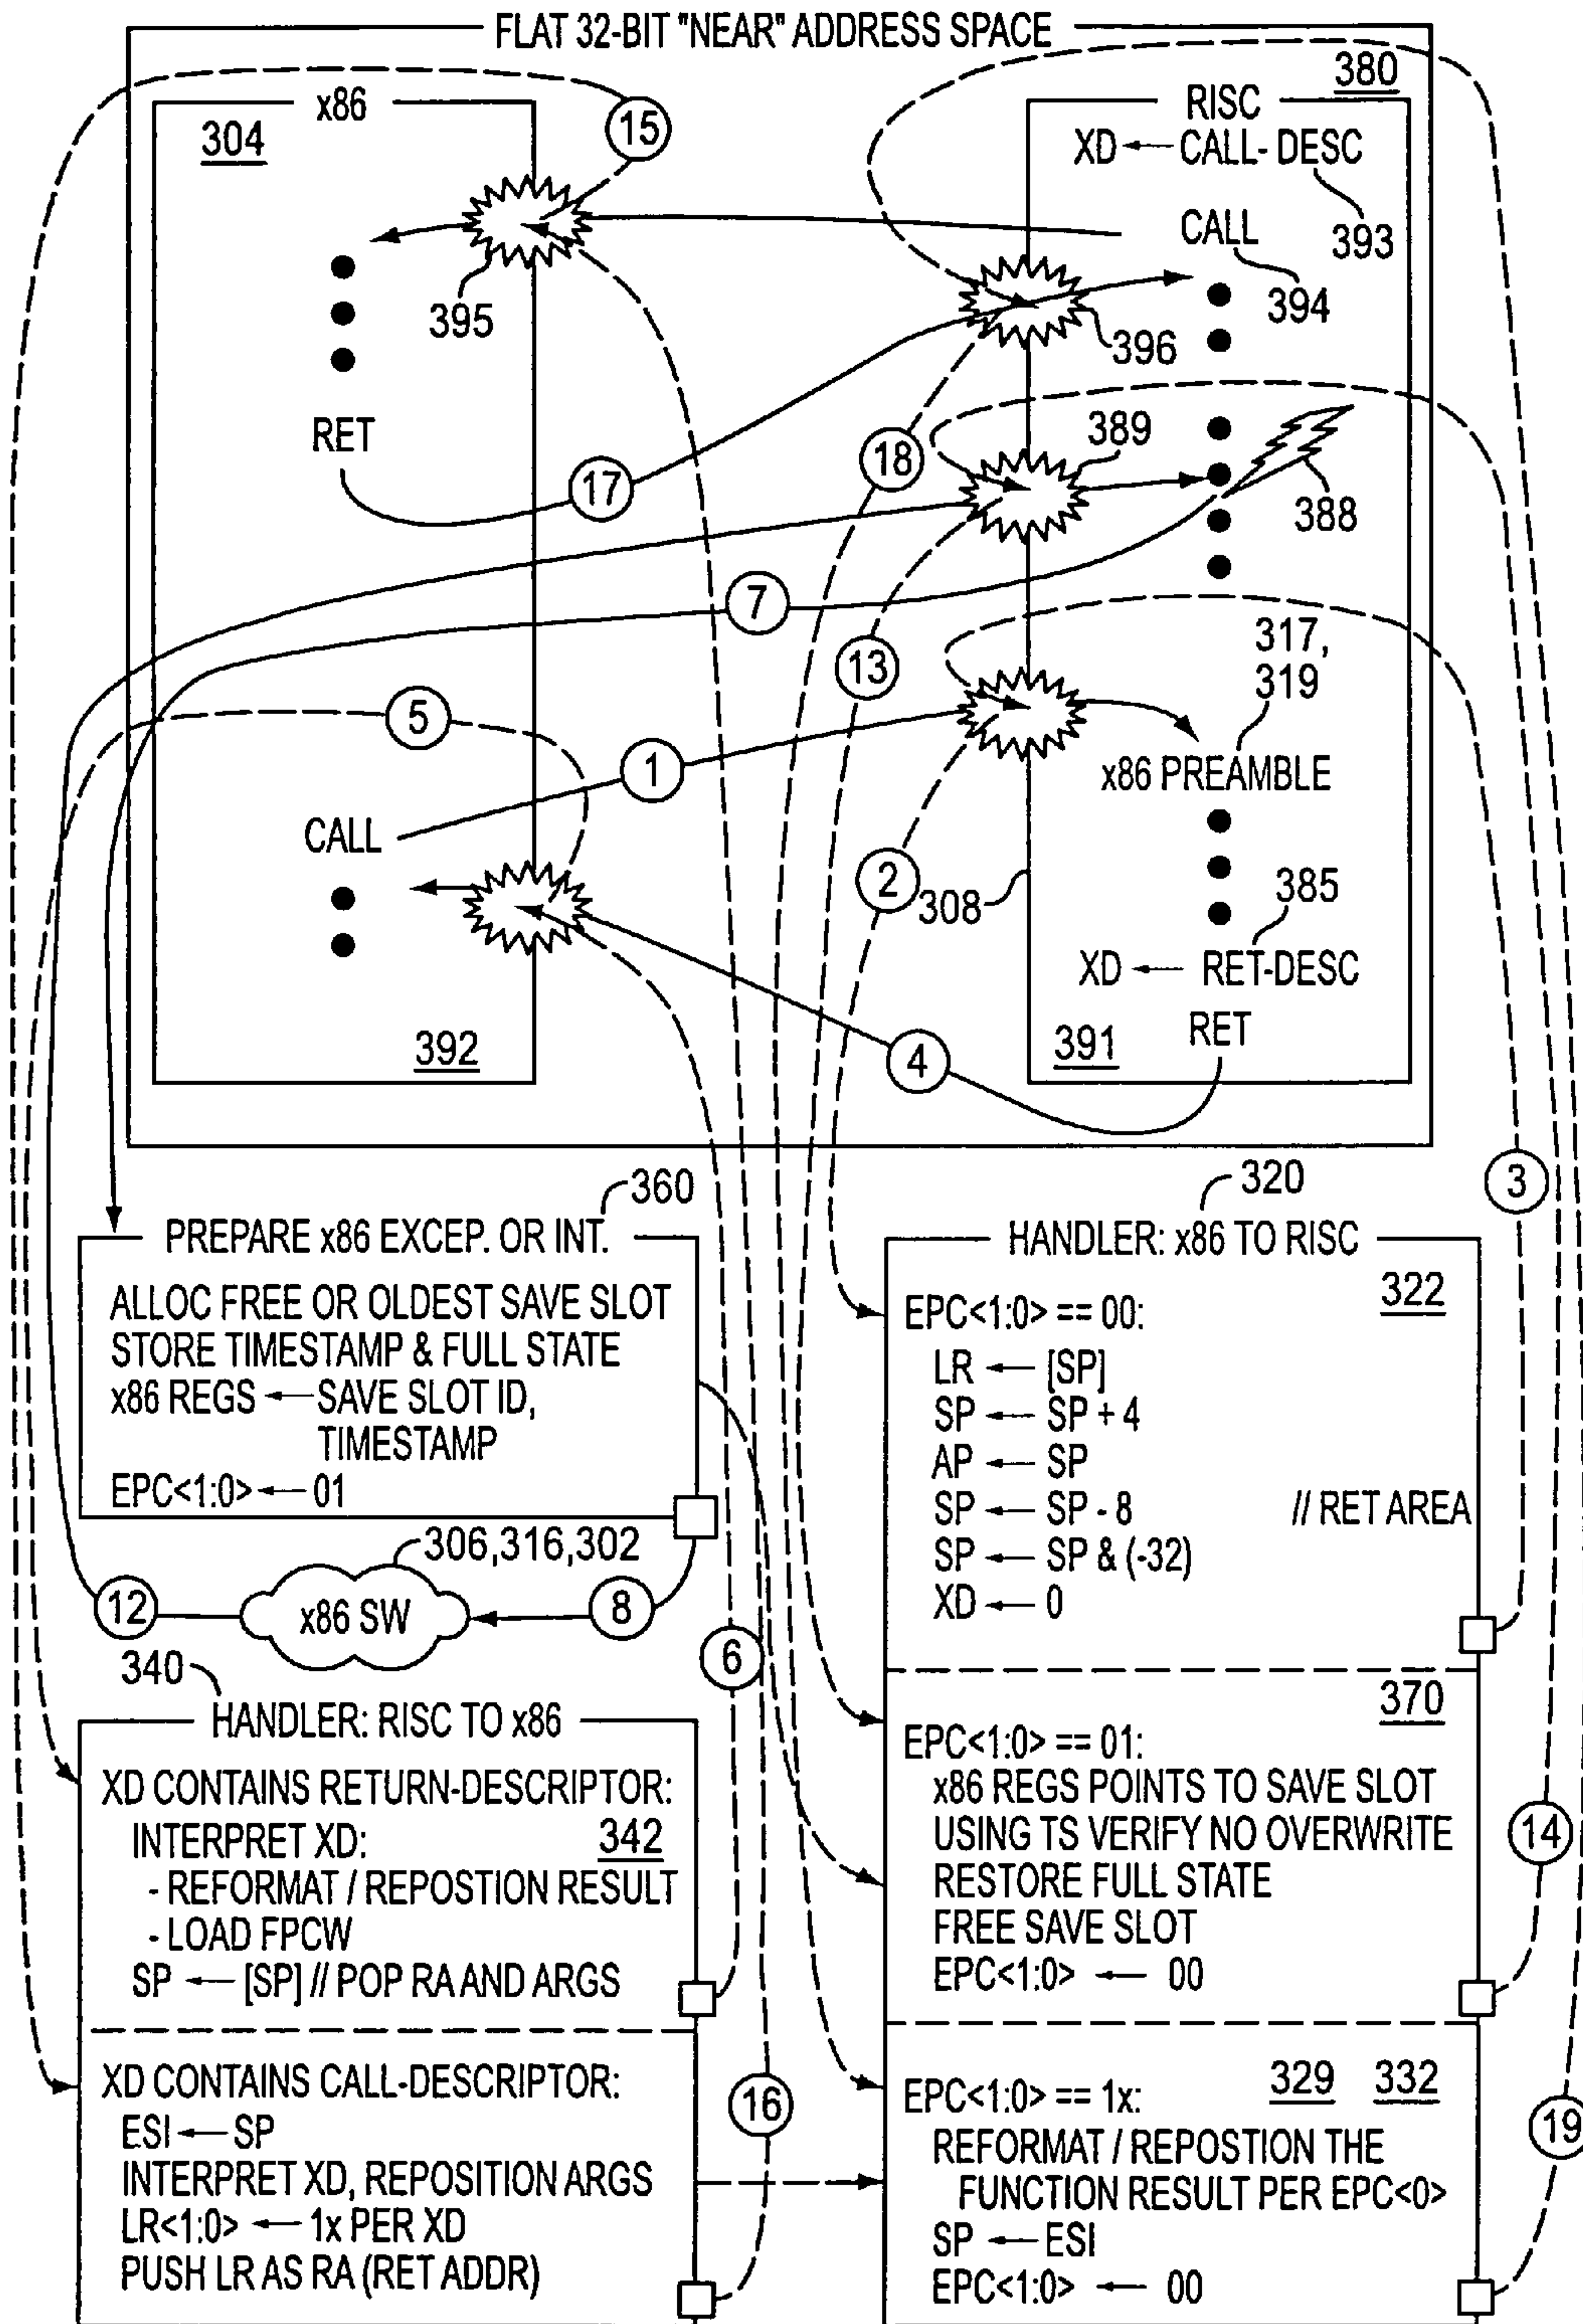 FLAT 32-BIT "NEAR" ADDRESS SPACE
380
x86
304
15
RISC
XD ← CALL- DESC
393
CALL
394
395
396
RET
17
18
389
388
7
13
317,
319
5
1
x86 PREAMBLE
CALL
2
308
385
XD ← RET-DESC
RET
392
4
391
3
360
PREPARE x86 EXCEP. OR INT.
ALLOC FREE OR OLDEST SAVE SLOT
STORE TIMESTAMP & FULL STATE
x86 REGS ← SAVE SLOT ID,
TIMESTAMP
EPC<1:0> ← 01
306,316,302
12
x86 SW
8
6
340
HANDLER: RISC TO x86
XD CONTAINS RETURN-DESCRIPTOR:
INTERPRET XD:
342
- REFORMAT / REPOSTION RESULT
- LOAD FPCW
SP ← [SP] // POP RA AND ARGS
XD CONTAINS CALL-DESCRIPTOR:
ESI ← SP
INTERPRET XD, REPOSITION ARGS
LR<1:0> ← 1x PER XD
PUSH LR AS RA (RET ADDR)
16
320
HANDLER: x86 TO RISC
322
EPC<1:0> == 00:
LR ← [SP]
SP ← SP + 4
AP ← SP
SP ← SP - 8 // RET AREA
SP ← SP & (-32)
XD ← 0
370
EPC<1:0> == 01:
x86 REGS POINTS TO SAVE SLOT
USING TS VERIFY NO OVERWRITE
RESTORE FULL STATE
FREE SAVE SLOT
EPC<1:0> ← 00
14
EPC<1:0> == 1x:
329 332
REFORMAT / REPOSTION THE
FUNCTION RESULT PER EPC<0>
SP ← ESI
EPC<1:0> ← 00
19